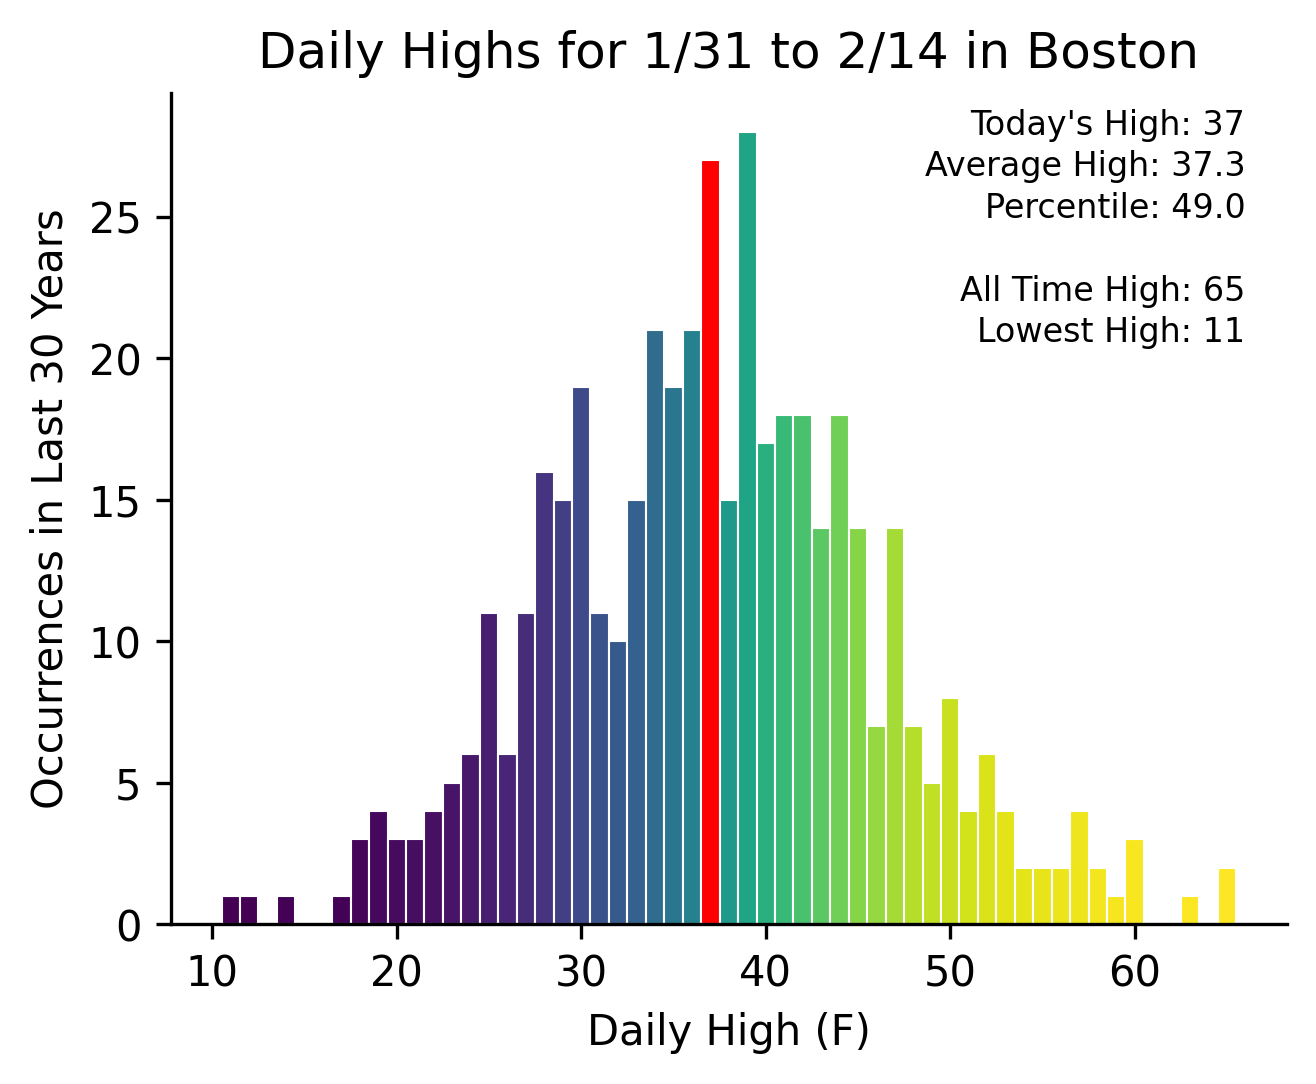 Daily Highs for 1/31 to 2/14 in Boston
Today's High: 37
Average High: 37.3
Percentile: 49.0
All Time High: 65
Lowest High: 11
Occurrences in Last 30 Years
25
20
15
10
5
0
10 20 30 40 50 60
Daily High (F)